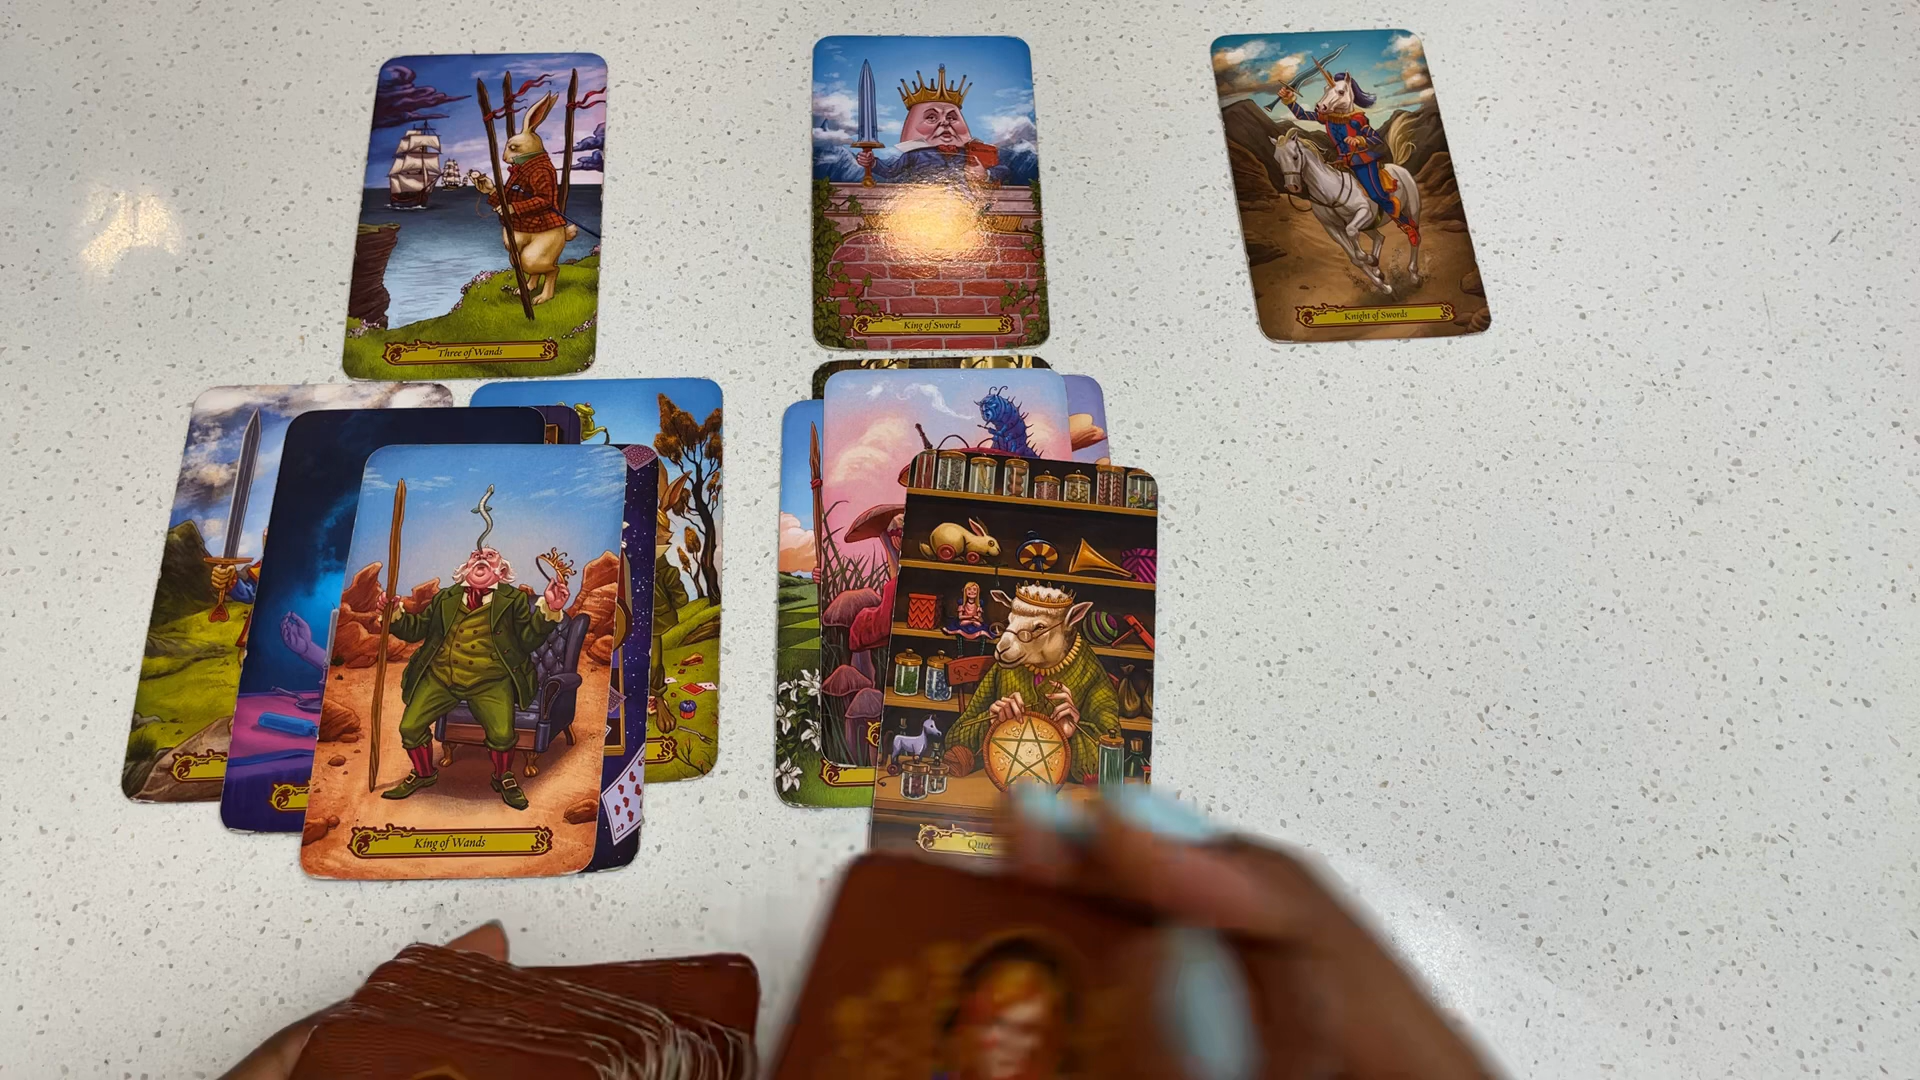 Three of Wands
King of Swords
Knight of Swords
King of Wands